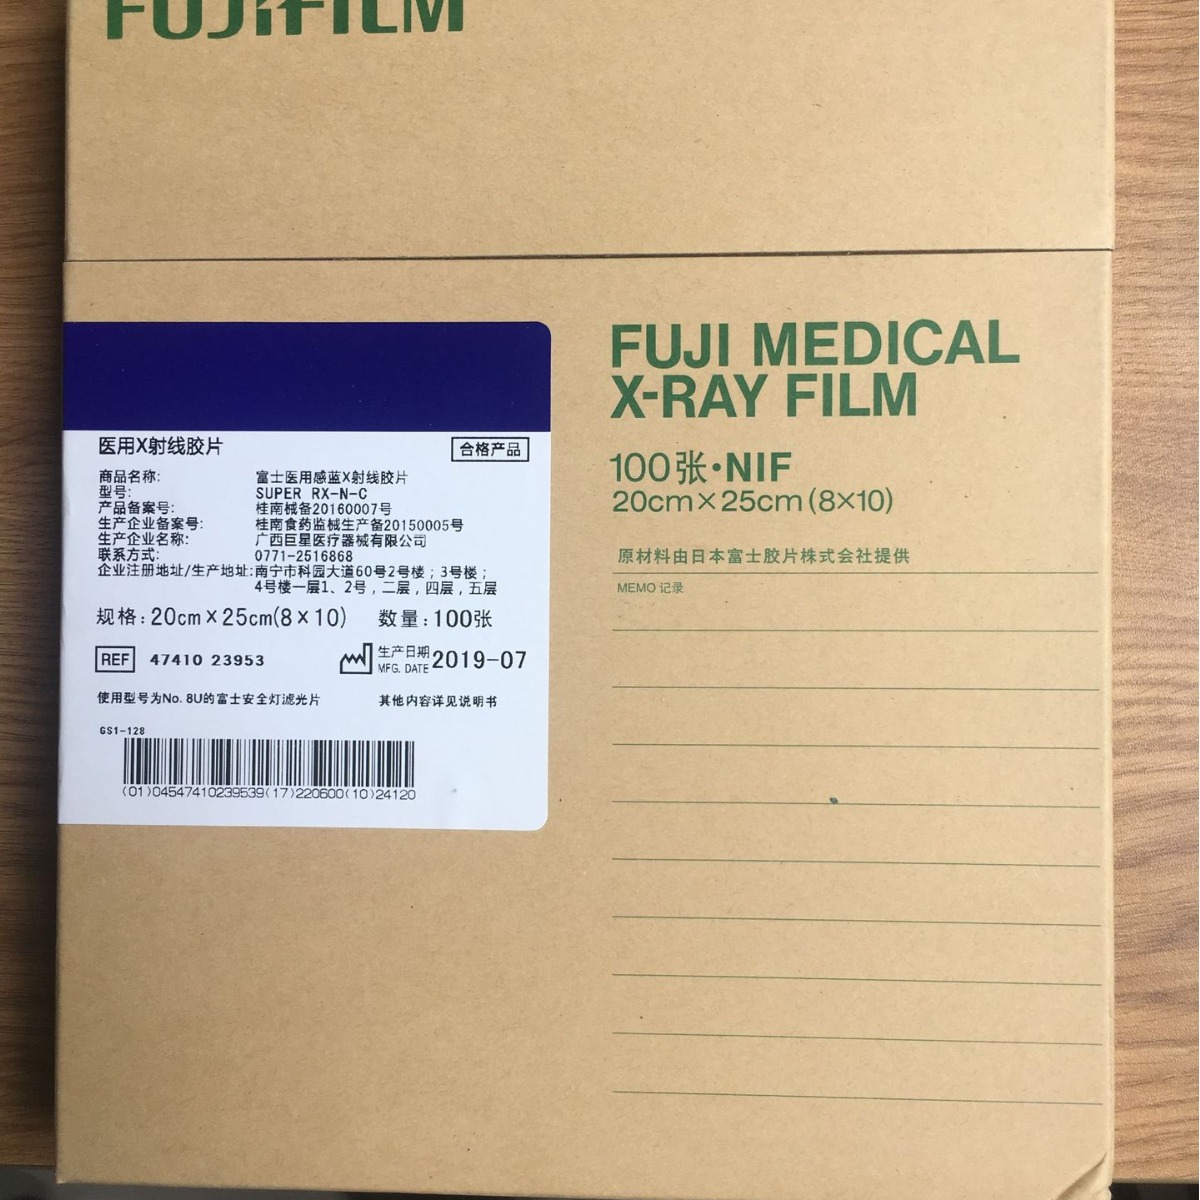 FUJIFILM
医用X射线胶片
合格产品
商品名称: 富士医用感蓝X射线胶片
型号: SUPER RX-N-C
产品备案号: 桂南械备20160007号
生产企业备案号: 桂南食药监械生产备20150005号
生产企业名称: 广西巨星医疗器械有限公司
联系方式: 0771-2516868
企业注册地址/生产地址: 南宁市科园大道60号2号楼；3号楼；
4号楼一层1、2号，二层，四层，五层
规格: 20cm×25cm(8×10) 数量: 100张
REF 47410 23953
生产日期
MFG. DATE 2019-07
使用型号为No. 8U的富士安全灯滤光片 其他内容详见说明书
GS1-128
(01)04547410239539(17)220600(10)24120
FUJI MEDICAL
X-RAY FILM
100张·NIF
20cm×25cm(8×10)
原材料由日本富士胶片株式会社提供
MEMO 记录